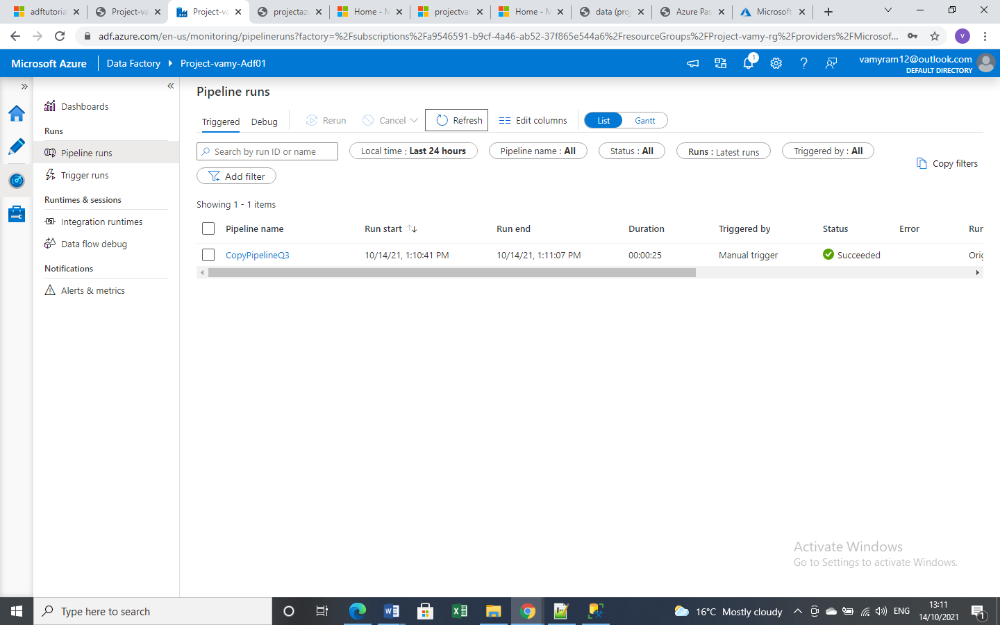 adftutoria
Project-va
Project-va
projectaz
Home - M
projectvar
Home - M
data (proj
Azure Pas
Microsoft
adf.azure.com/en-us/monitoring/pipelineruns?factory=%2Fsubscriptions%2Fa9546591-b9cf-4a46-ab52-37f865e544a6%2FresourceGroups%2FProject-vamy-rg%2Fproviders%2FMicrosof...
V
Microsoft Azure
Data Factory
Project-vamy-Adf01
1
vamyram12@outlook.com
DEFAULT DIRECTORY
Dashboards
Runs
Pipeline runs
Trigger runs
Runtimes & sessions
Integration runtimes
Data flow debug
Notifications
Alerts & metrics
Pipeline runs
Triggered Debug Rerun Cancel Refresh Edit columns List Gantt
Search by run ID or name Local time : Last 24 hours Pipeline name : All Status : All Runs : Latest runs Triggered by : All
Copy filters
Add filter
Showing 1 - 1 items
Pipeline name Run start Run end Duration Triggered by Status Error Rur
CopyPipelineQ3 10/14/21, 1:10:41 PM 10/14/21, 1:11:07 PM 00:00:25 Manual trigger Succeeded Orig
Activate Windows
Go to Settings to activate Windows.
Type here to search
16°C Mostly cloudy
ENG
13:11
14/10/2021
1